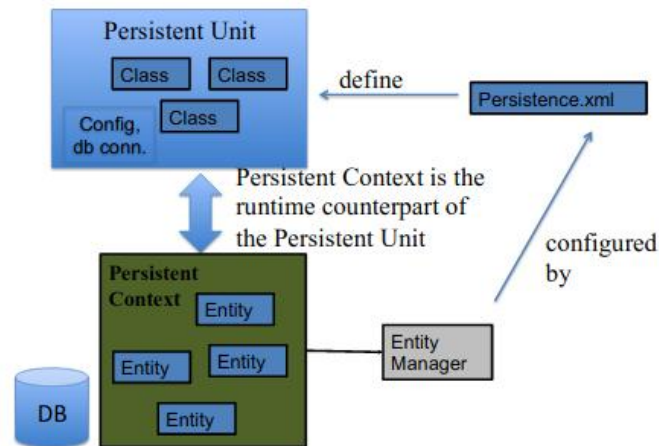 Persistent Unit
Class
Class
Class
Config,
db conn.
define
Persistence.xml
Persistent Context is the
runtime counterpart of
the Persistent Unit
configured
by
Persistent
Context
Entity
Entity
Entity
Entity
Entity
Manager
DB